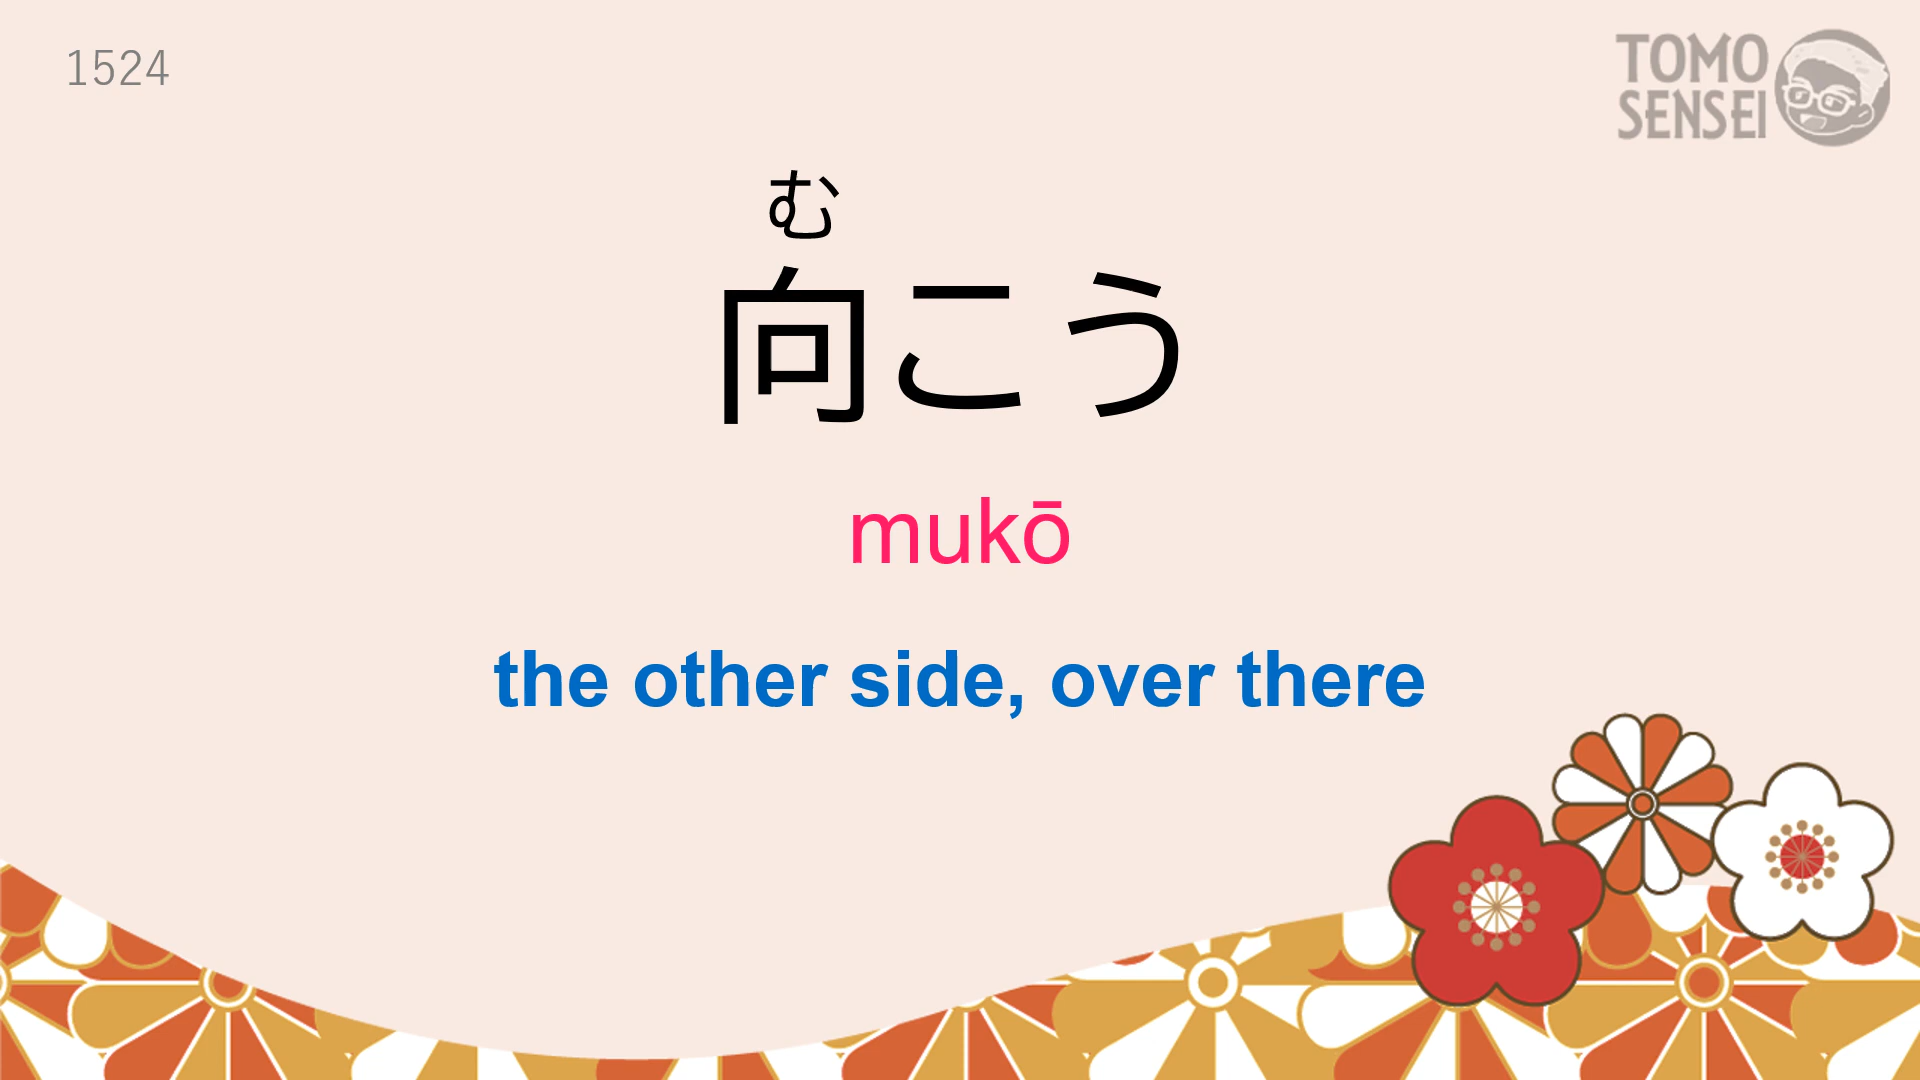 1524
TOMO
SENSEI
む
向こう
mukō
the other side, over there